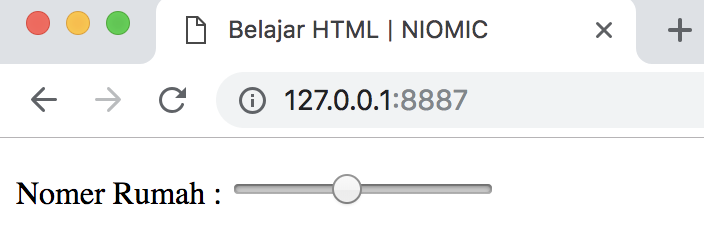 Belajar HTML | NIOMIC
127.0.0.1:8887
Nomer Rumah :